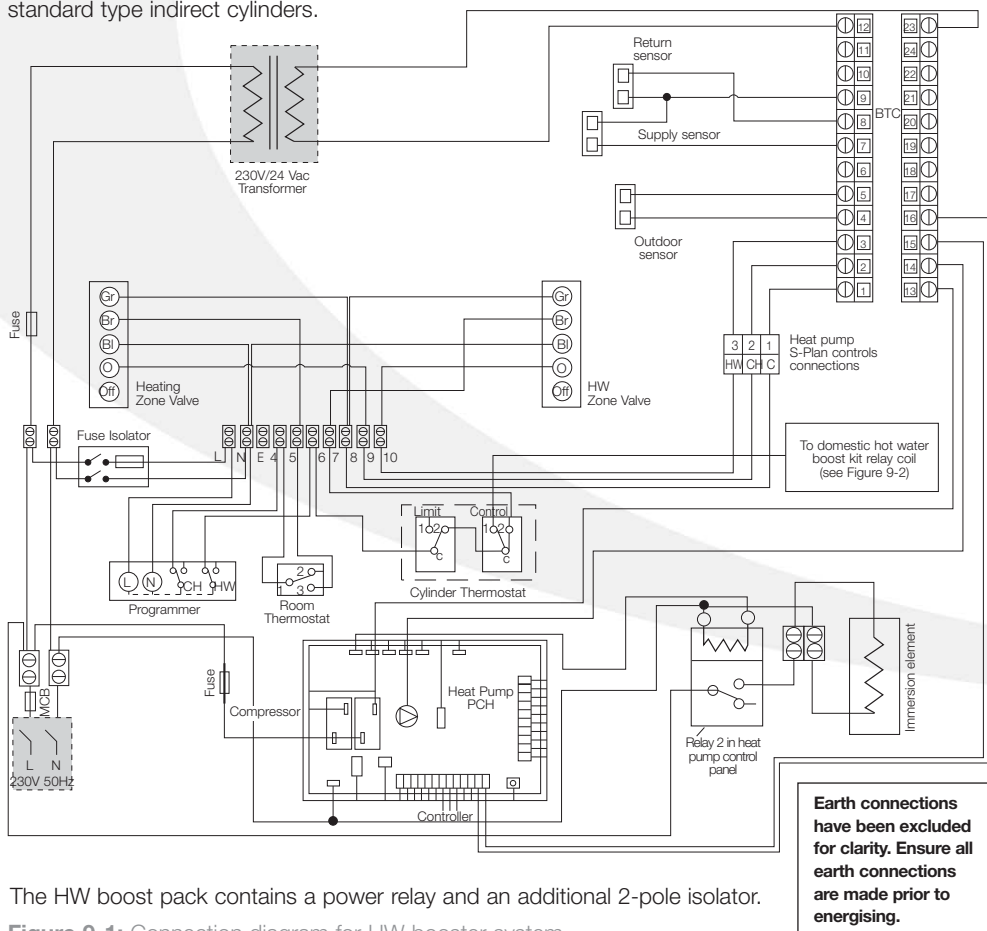 standard type indirect cylinders.
230V/24 Vac
Transformer
Return
sensor
Supply sensor
Outdoor
sensor
BTC
12
11
10
9
8
7
6
5
4
3
2
1
23
24
22
21
20
19
18
17
16
15
14
13
Fuse
Gr
Br
Bl
O
Off
Heating
Zone Valve
Gr
Br
Bl
O
Off
HW
Zone Valve
3 2 1
HW CH C
Heat pump
S-Plan controls
connections
Fuse Isolator
L N E 4 5 6 7 8 9 10
To domestic hot water
boost kit relay coil
(see Figure 9-2)
Limit
1 2
C
Control
1 2
C
Cylinder Thermostat
L N CH HW
Programmer
2
1 3
Room
Thermostat
MCB
L N
230V 50Hz
Fuse
Compressor
Heat Pump
PCH
Controller
Relay 2 in heat
pump control
panel
Immersion element
Earth connections
have been excluded
for clarity. Ensure all
earth connections
are made prior to
energising.
The HW boost pack contains a power relay and an additional 2-pole isolator.
Figure 9-1: Connection diagram for HW booster system